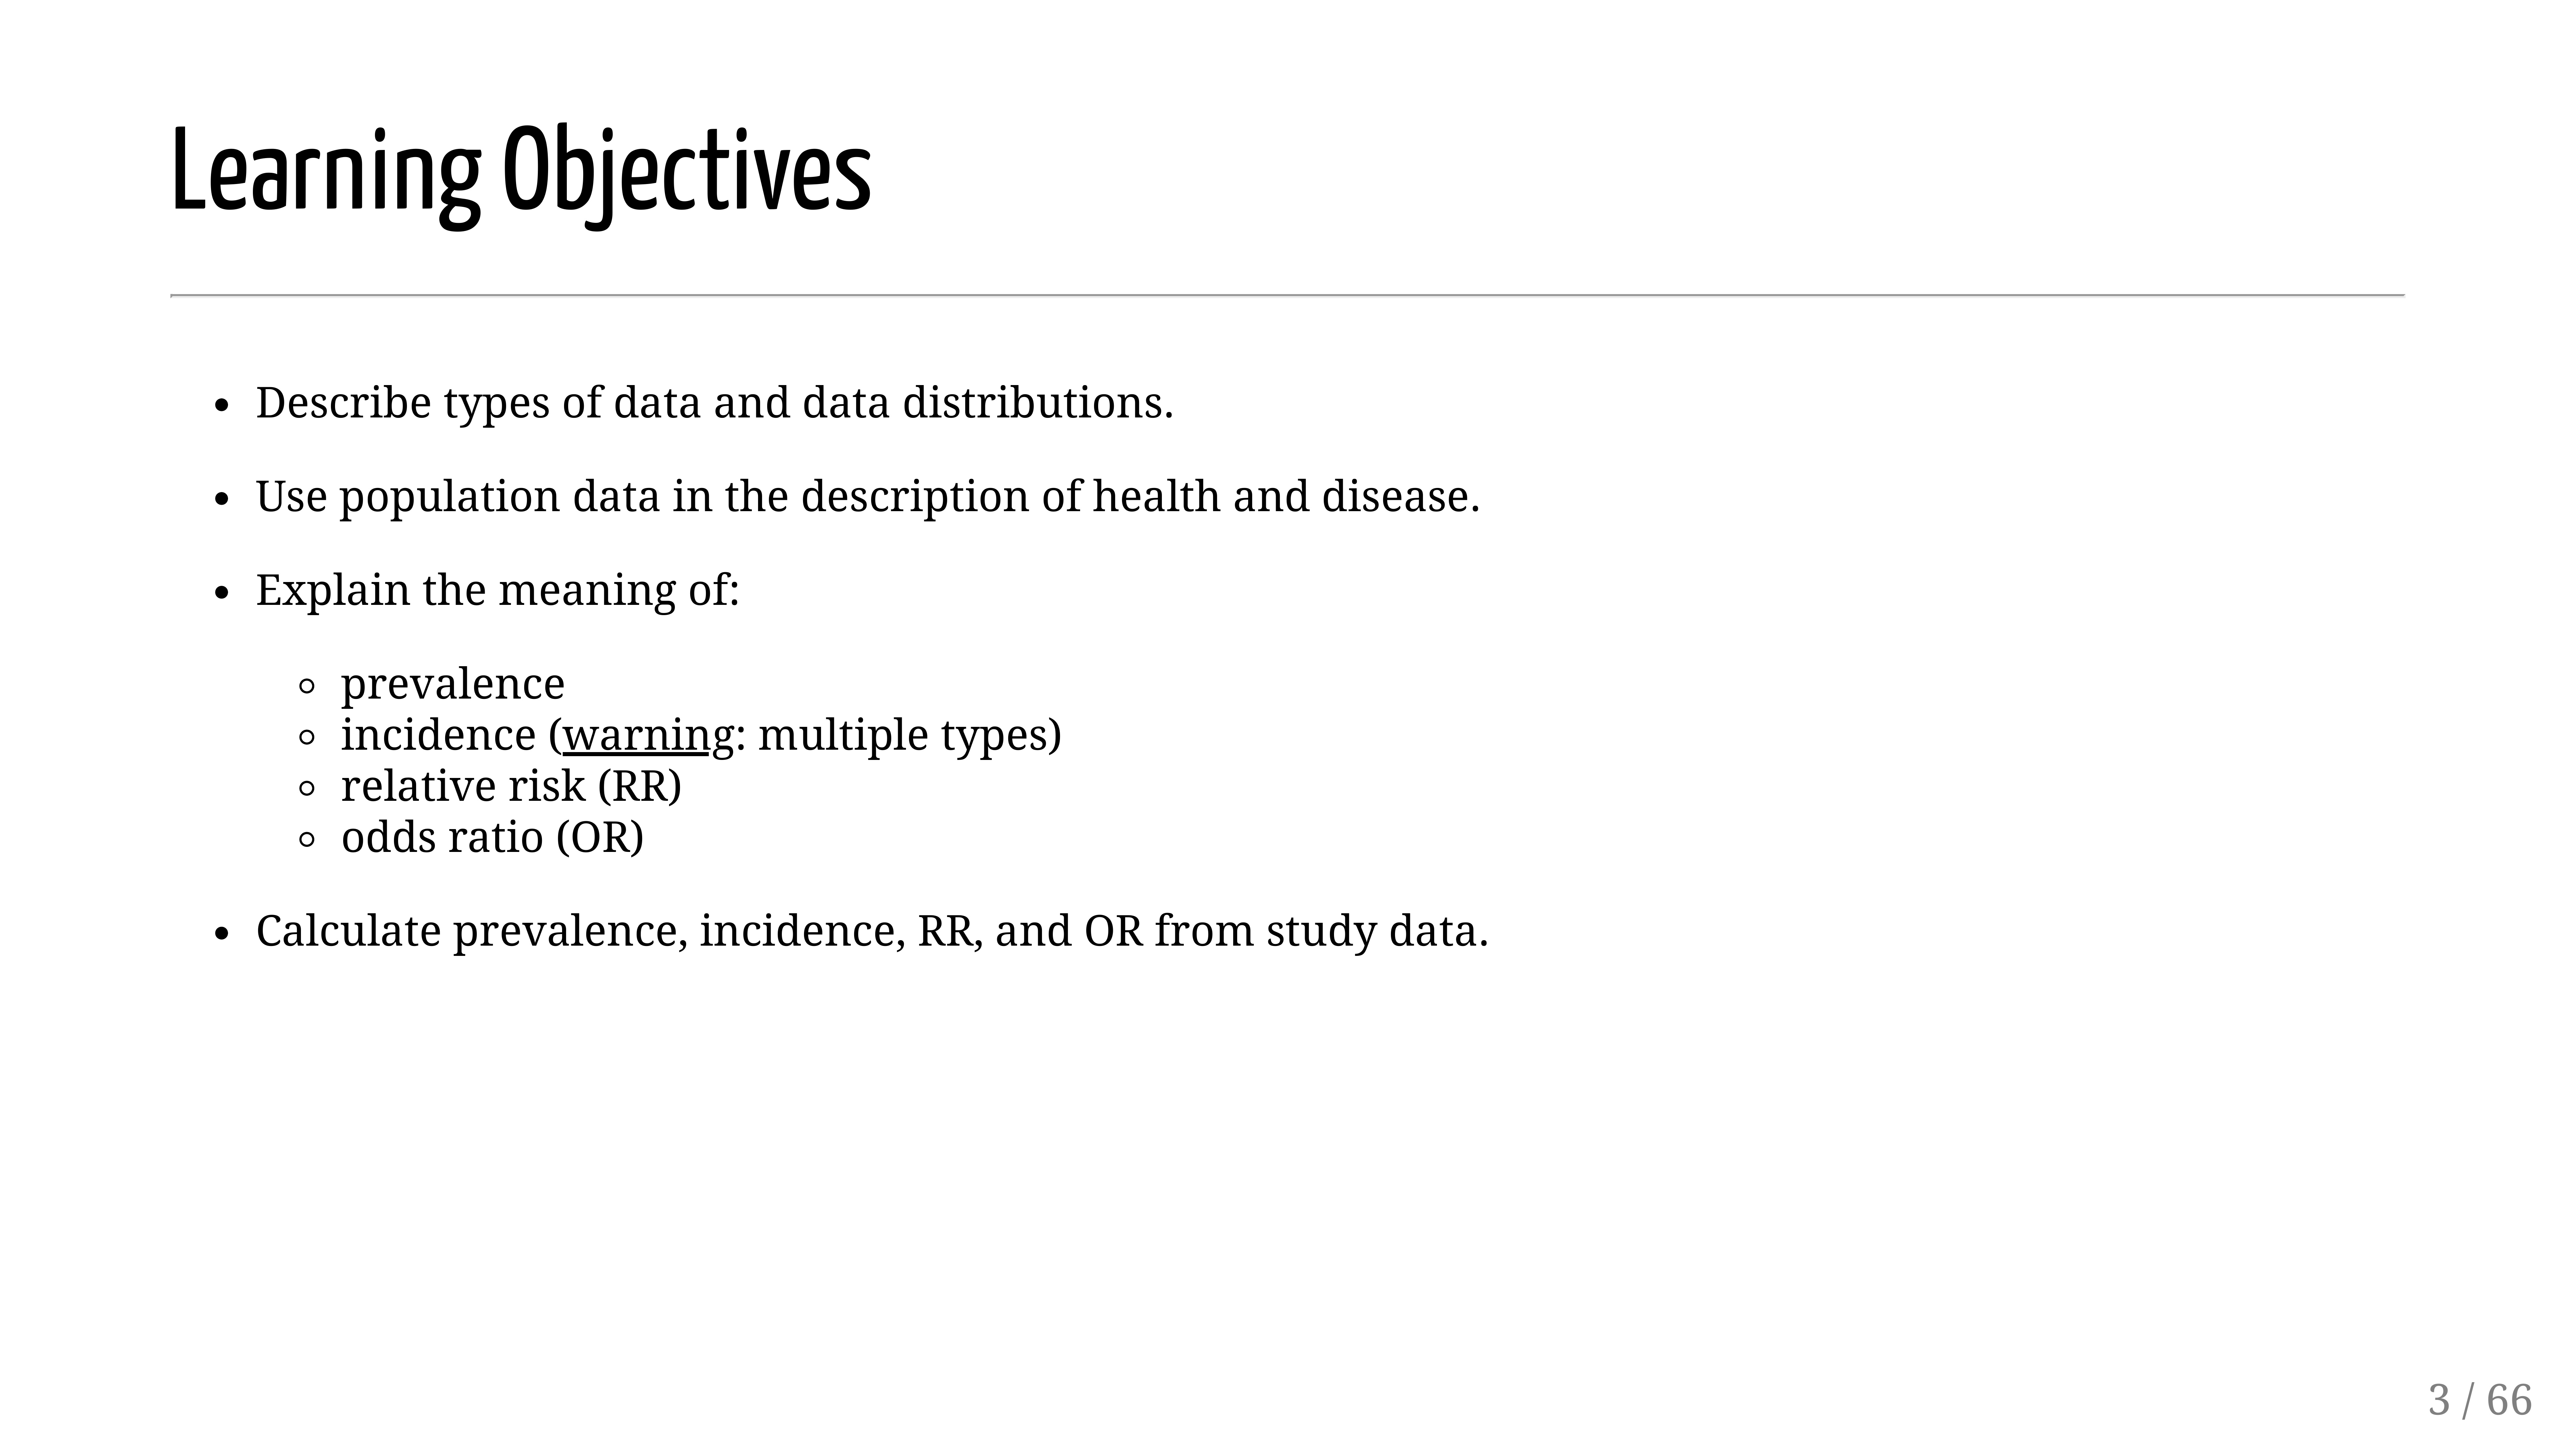 Learning Objectives
• Describe types of data and data distributions.
• Use population data in the description of health and disease.
• Explain the meaning of:
◦ prevalence
◦ incidence (warning: multiple types)
◦ relative risk (RR)
◦ odds ratio (OR)
• Calculate prevalence, incidence, RR, and OR from study data.
3 / 66